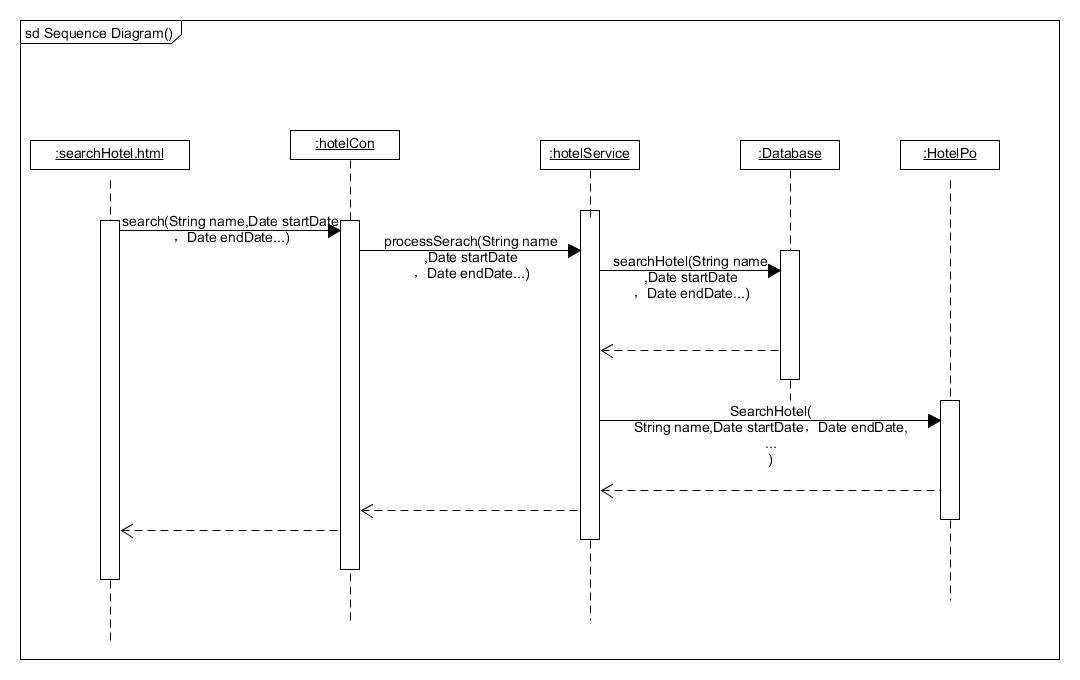 sd Sequence Diagram()
:searchHotel.html
:hotelCon
:hotelService
:Database
:HotelPo
search(String name,Date startDate
，Date endDate...)
processSerach(String name
,Date startDate
，Date endDate...)
searchHotel(String name
,Date startDate
，Date endDate...)
SearchHotel(
String name,Date startDate，Date endDate,
...
)